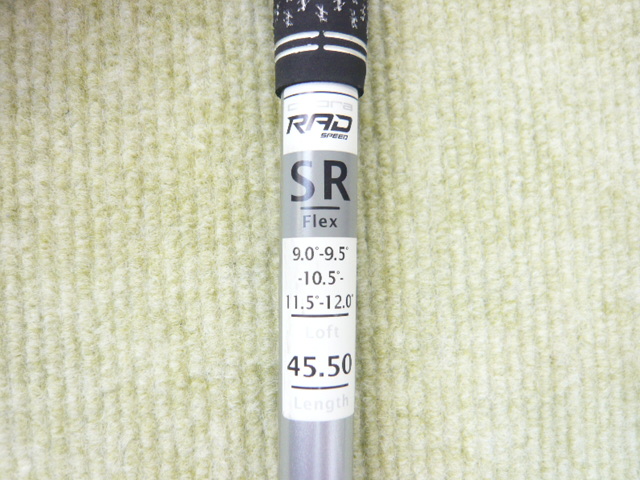 cobra
RAD
SPEED
SR
Flex
9.0°-9.5°
-10.5°-
11.5°-12.0°
Loft
45.50
Length